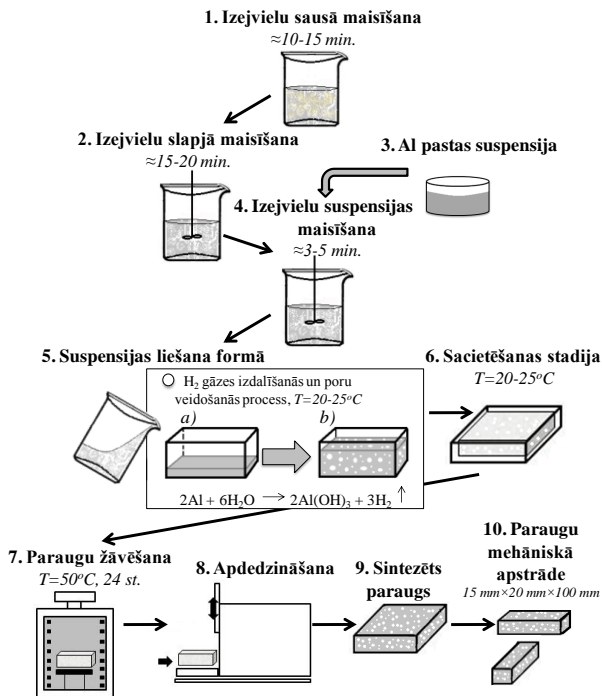 1. Izejvielu sausā maisīšana
≈10-15 min.
2. Izejvielu slapjā maisīšana
≈15-20 min.
3. Al pastas suspensija
4. Izejvielu suspensijas
maisīšana
≈3-5 min.
5. Suspensijas liešana formā
H₂ gāzes izdalīšanās un poru
veidošanās process, T=20-25°C
a)
b)
2Al + 6H₂O → 2Al(OH)₃ + 3H₂ ↑
6. Sacietēšanas stadija
T=20-25°C
7. Paraugu žāvēšana
T=50°C, 24 st.
8. Apdedzināšana
9. Sintezēts
paraugs
10. Paraugu
mehāniskā
apstrāde
15 mm×20 mm×100 mm